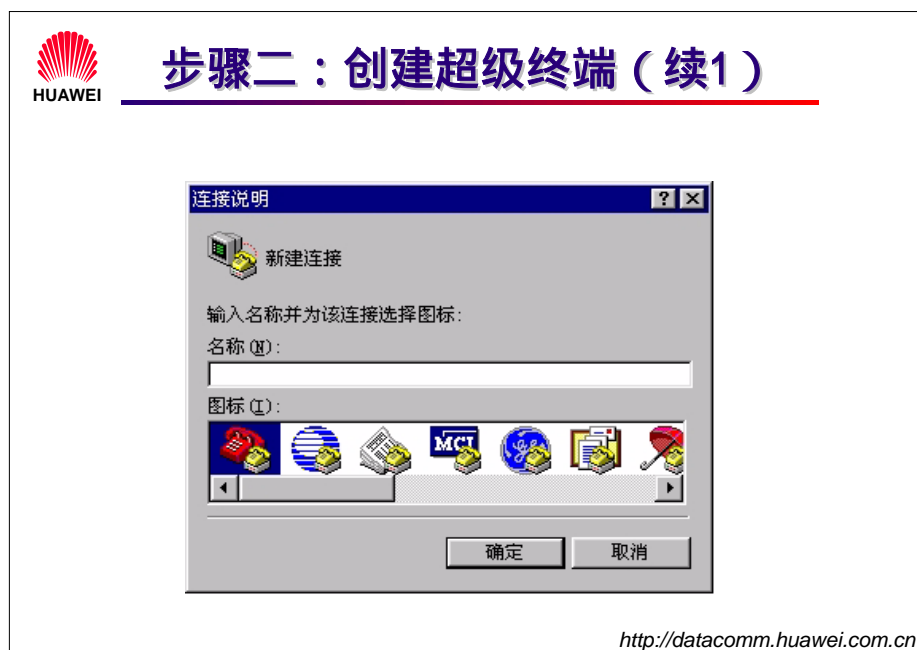 HUAWEI
步骤二：创建超级终端（续1）
连接说明
新建连接
输入名称并为该连接选择图标:
名称(N):
图标(I):
MCI
确定
取消
http://datacomm.huawei.com.cn